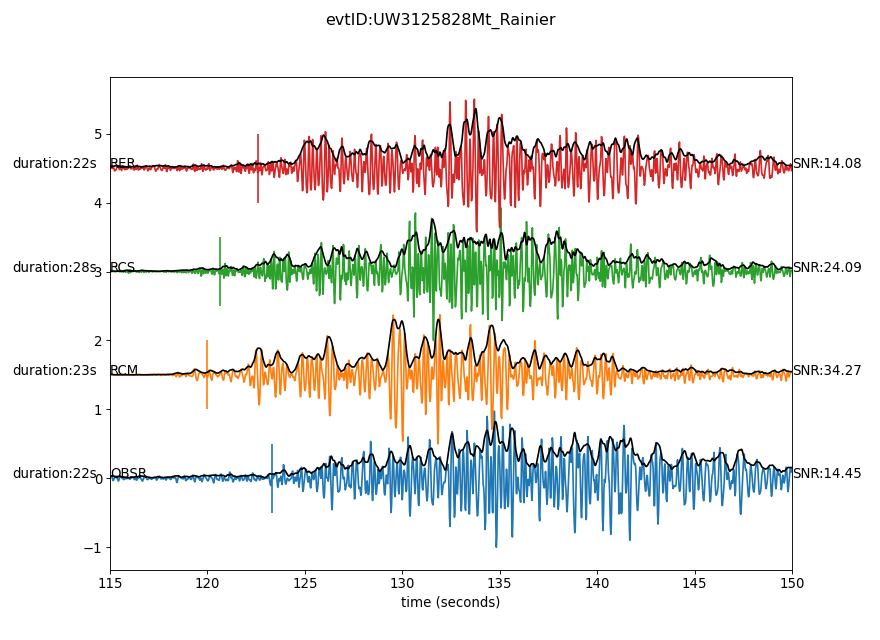 evtID:UW3125828Mt_Rainier
5
duration:22s RER SNR:14.08
4
duration:28s 3 RCS SNR:24.09
2
duration:23s RCM SNR:34.27
1
duration:22s 0 OBSR SNR:14.45
−1
115 120 125 130 135 140 145 150
time (seconds)